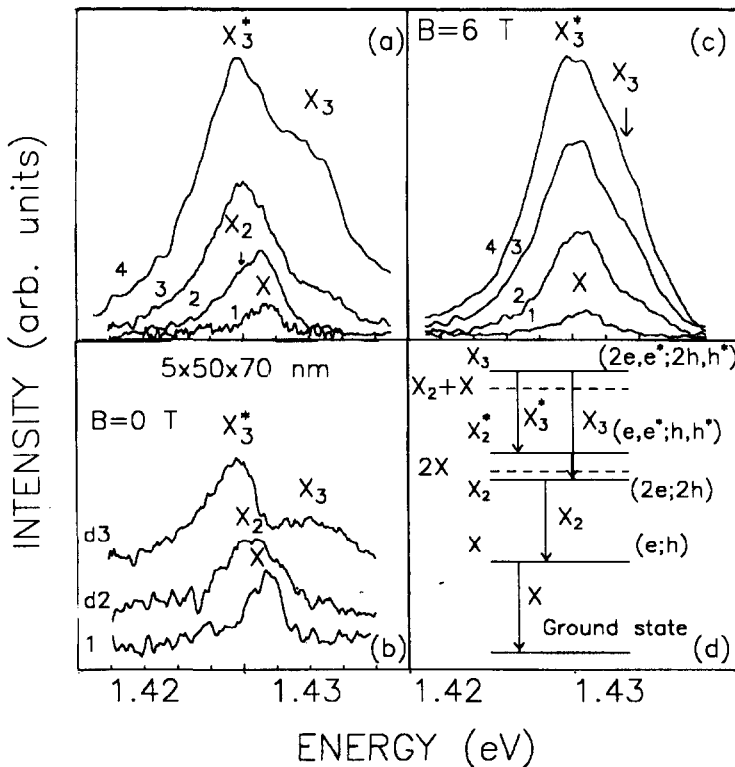 INTENSITY (arb. units)
X₃*
(a)
X₃
X₂
X
4
3
2
1
B=6 T
X₃*
(c)
X₃
X
4
3
2
1
5x50x70 nm
B=0 T
X₃*
X₃
X₂
X
d3
d2
1
(b)
X₃
(2e,e*;2h,h*)
X₂+X
X₃*
X₃
X₂*
(e,e*;h,h*)
2X
X₂
(2e;2h)
X₂
X
(e;h)
X
Ground state
(d)
1.42
1.43
1.42
1.43
ENERGY (eV)